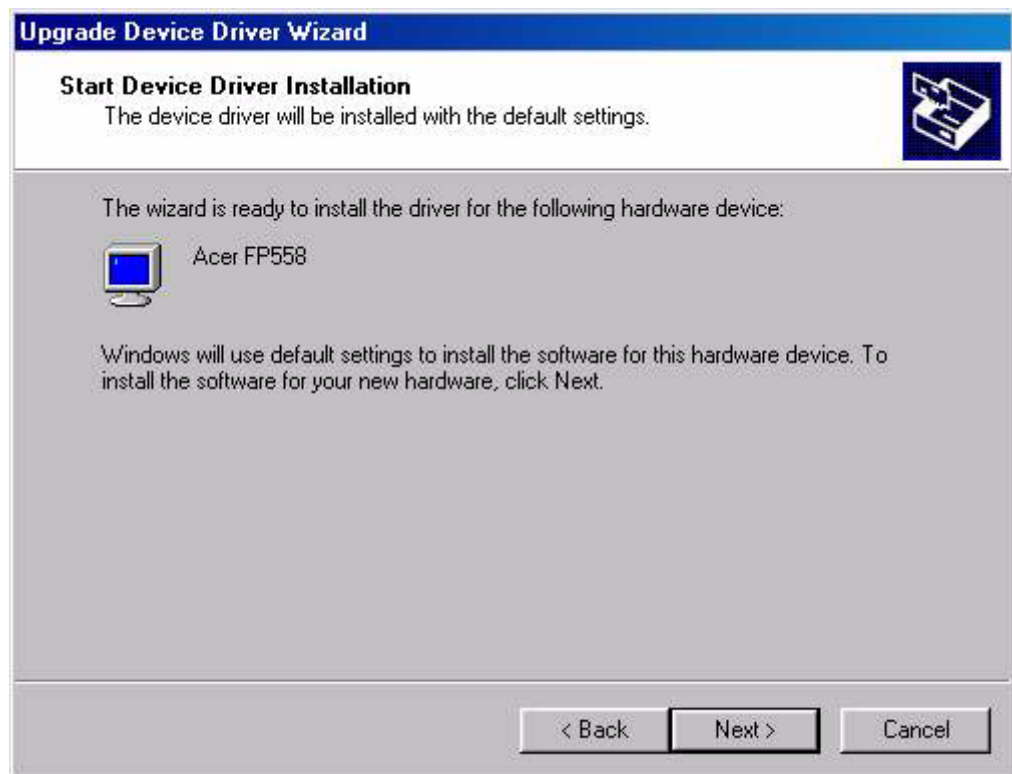 Upgrade Device Driver Wizard
Start Device Driver Installation
The device driver will be installed with the default settings.
The wizard is ready to install the driver for the following hardware device:
Acer FP558
Windows will use default settings to install the software for this hardware device. To
install the software for your new hardware, click Next.
< Back Next > Cancel